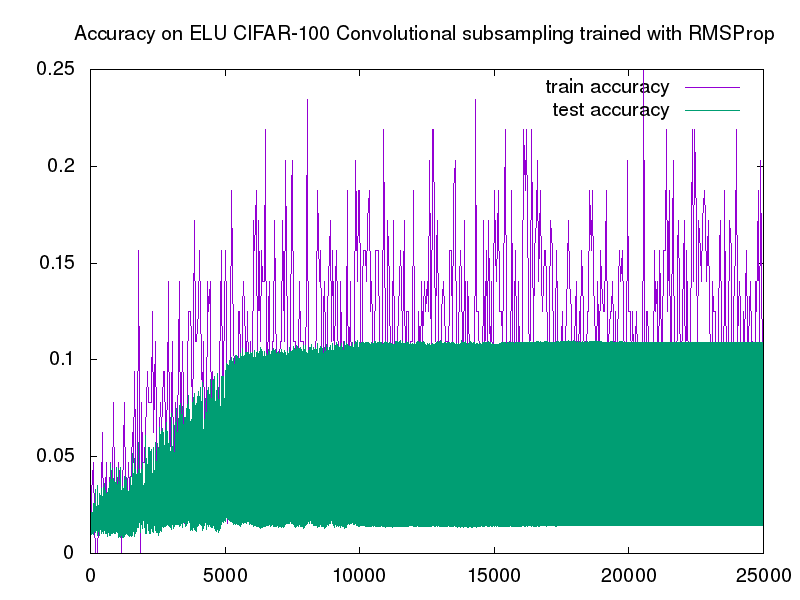 Accuracy on ELU CIFAR-100 Convolutional subsampling trained with RMSProp
0.25
train accuracy
test accuracy
0.2
0.15
0.1
0.05
0
0 5000 10000 15000 20000 25000